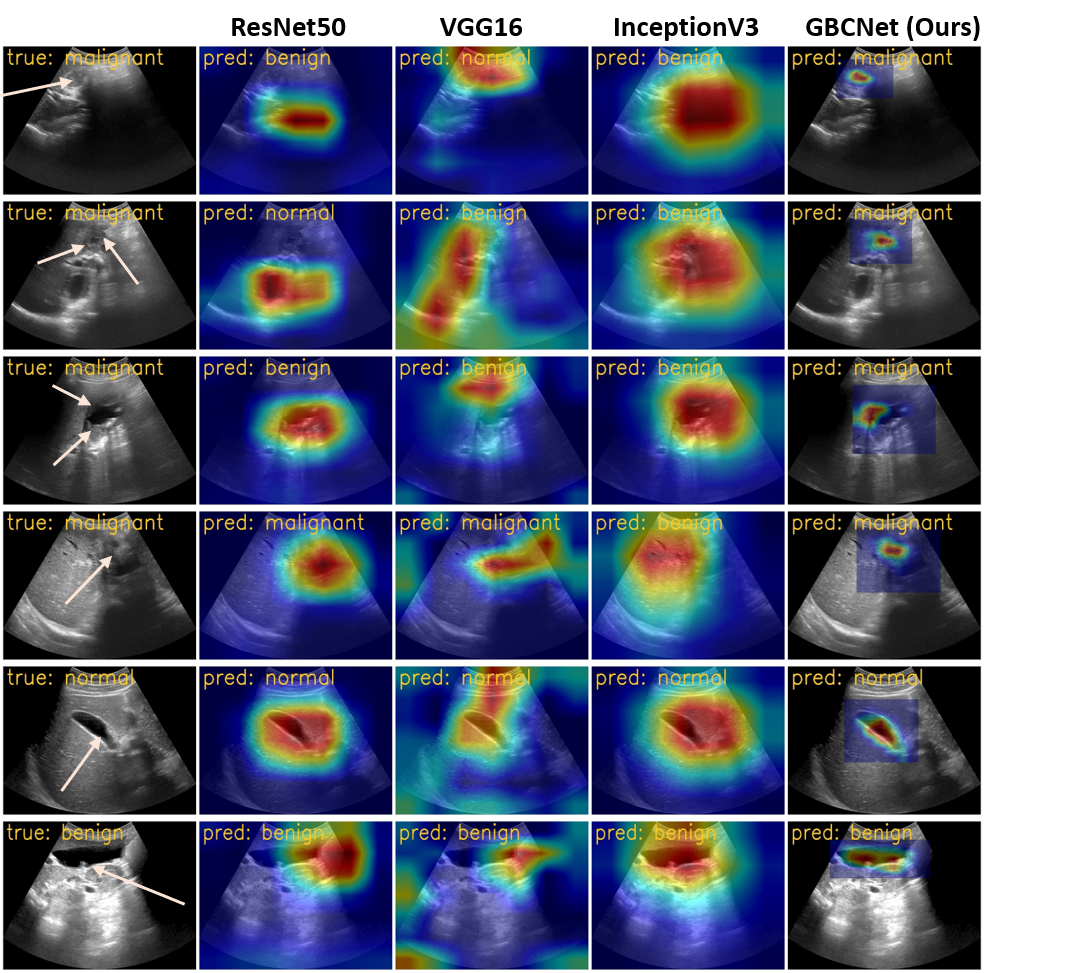 ResNet50 VGG16 InceptionV3 GBCNet (Ours)
true: malignant pred: benign pred: normal pred: benign pred: malignant
true: malignant pred: normal pred: benign pred: benign pred: malignant
true: malignant pred: benign pred: benign pred: benign pred: malignant
true: malignant pred: malignant pred: malignant pred: benign pred: malignant
true: normal pred: normal pred: normal pred: normal pred: normal
true: benign pred: benign pred: benign pred: benign pred: benign